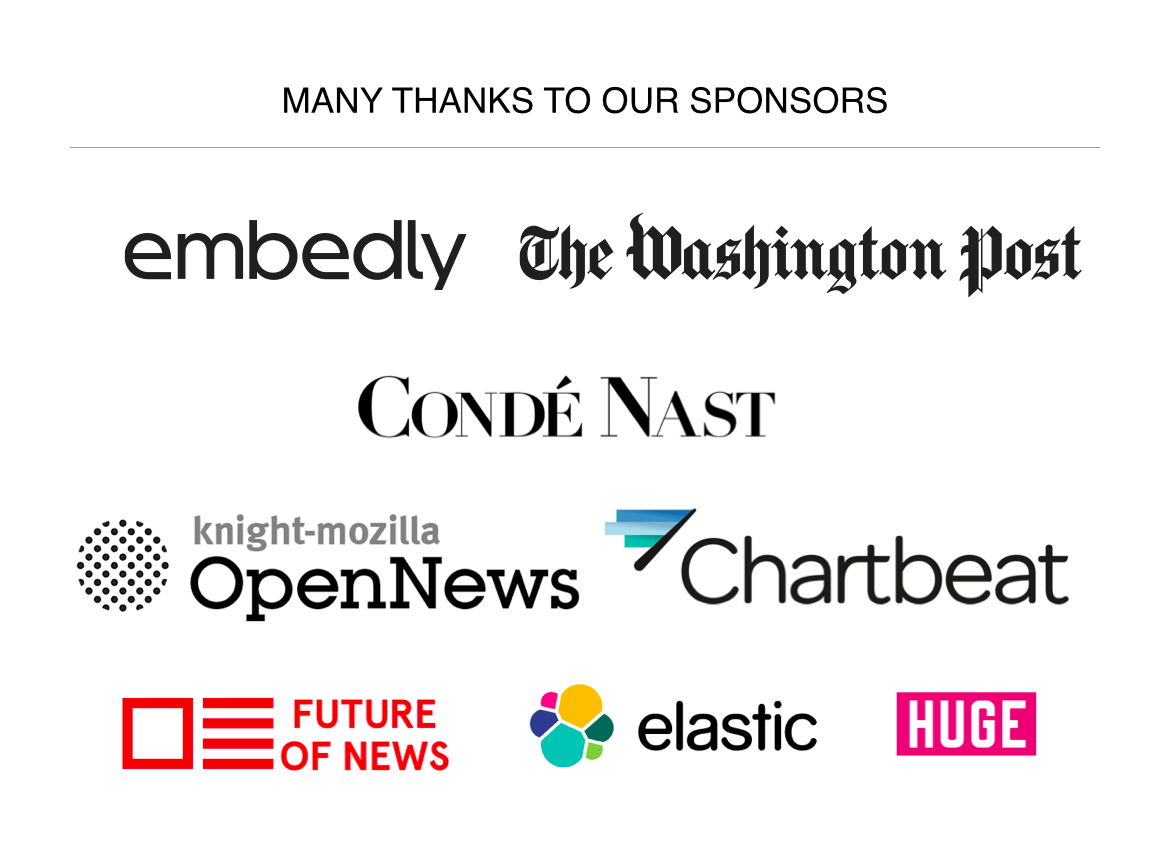 MANY THANKS TO OUR SPONSORS
embedly The Washington Post
CONDÉ NAST
knight-mozilla
OpenNews Chartbeat
FUTURE
OF NEWS elastic HUGE